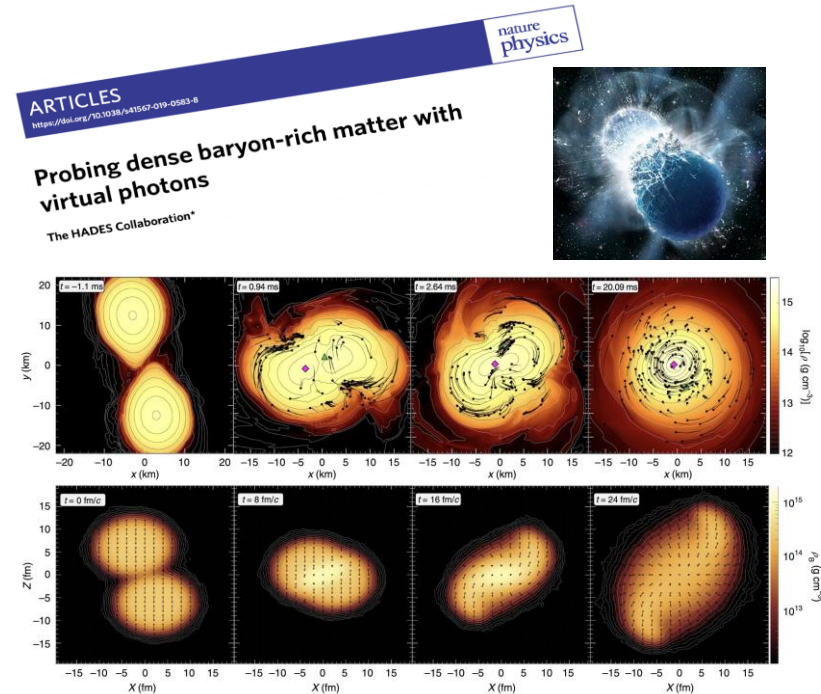 nature
physics
ARTICLES
https://doi.org/10.1038/s41567-019-0583-8
Probing dense baryon-rich matter with
virtual photons
The HADES Collaboration*
t = −1.1 ms
t = 0.94 ms
t = 2.64 ms
t = 20.09 ms
20
10
0
−10
−20
y (km)
−20 −10 0 10 20
−15 −10 −5 0 5 10 15
−15 −10 −5 0 5 10 15
−15 −10 −5 0 5 10 15
x (km)
x (km)
x (km)
x (km)
15
14
13
12
log₁₀[ρ (g cm⁻³)]
t = 0 fm/c
t = 8 fm/c
t = 16 fm/c
t = 24 fm/c
15
10
5
0
−5
−10
−15
Z (fm)
−15 −10 −5 0 5 10 15
−15 −10 −5 0 5 10 15
−15 −10 −5 0 5 10 15
−15 −10 −5 0 5 10 15
X (fm)
X (fm)
X (fm)
X (fm)
10¹⁵
10¹⁴
10¹³
ρB (g cm⁻³)